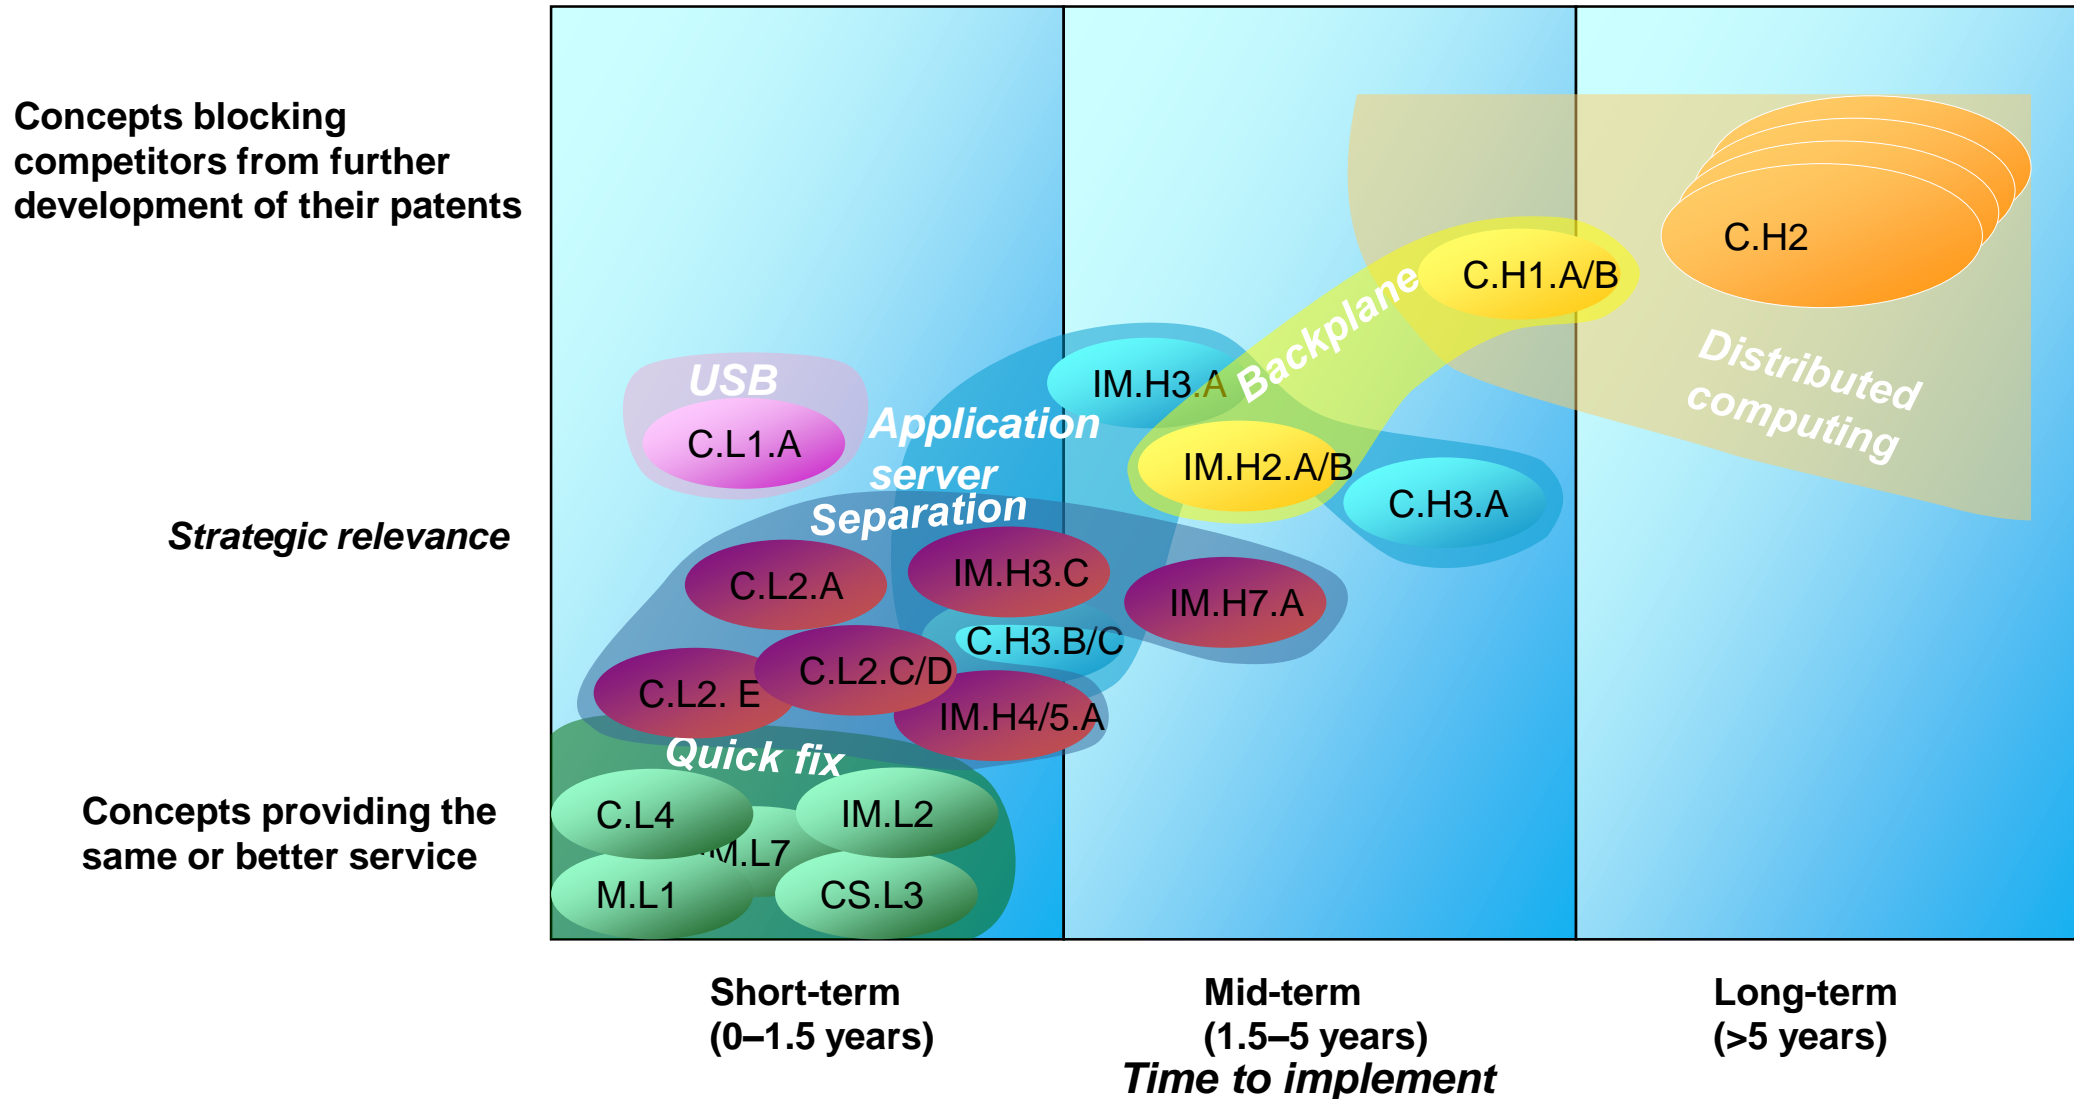 Concepts blocking
competitors from further
development of their patents
Strategic relevance
Concepts providing the
same or better service
C.H2
C.H1.A/B
Backplane
Distributed
computing
IM.H3.A
USB
C.L1.A
Application
server
IM.H2.A/B
C.H3.A
Separation
C.L2.A
IM.H3.C
IM.H7.A
C.H3.B/C
C.L2.C/D
C.L2. E
IM.H4/5.A
Quick fix
C.L4
IM.L2
M.L7
M.L1
CS.L3
Short-term
(0–1.5 years)
Mid-term
(1.5–5 years)
Long-term
(>5 years)
Time to implement